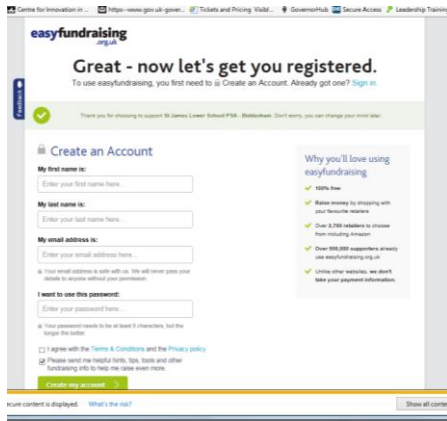 Centre for Innovation in ...
https--www.gov.uk-gover...
Tickets and Pricing Visibl...
GovernorHub
Secure Access
Leadership Training
easyfundraising
.org.uk
Great - now let's get you registered.
To use easyfundraising, you first need to Create an Account. Already got one? Sign in.
Feedback
Thank you for choosing to support St James Lower School PSA - Biddenham. Don't worry, you can change your mind later.
Create an Account
My first name is:
Enter your first name here...
My last name is:
Enter your last name here...
My email address is:
Enter your email address here...
Your email address is safe with us. We will never pass your
details to anyone without your permission.
I want to use this password:
Enter your password here...
Your password needs to be at least characters, but the
longer the better.
I agree with the Terms & Conditions and the Privacy policy
Please send me helpful hints, tips, tools and other
fundraising info to help me raise even more.
Create my account
Why you'll love using
easyfundraising
100% free
Raise money by shopping with
your favourite retailers
Over 2,700 retailers to choose
from including Amazon
Over 500,000 supporters already
use easyfundraising.org.uk
Unlike other websites, we don't
take your payment information.
ecure content is displayed.
What's the risk?
Show all conte